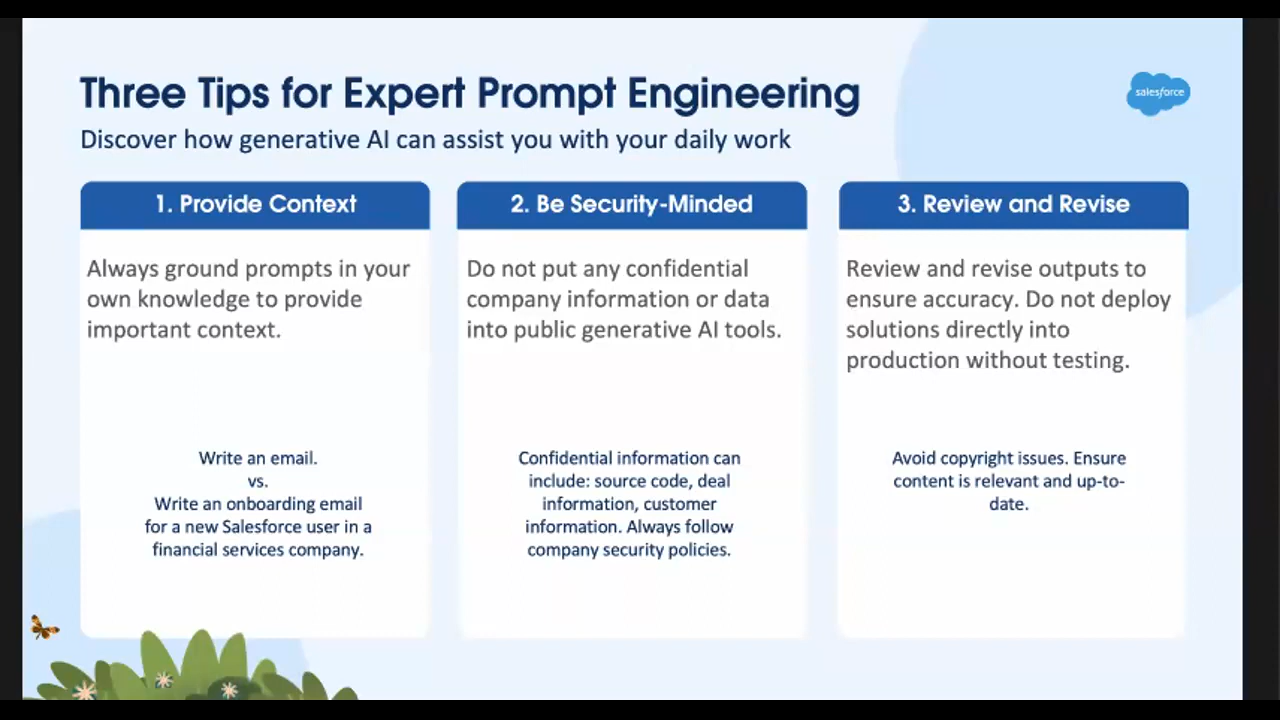 Three Tips for Expert Prompt Engineering
salesforce
Discover how generative AI can assist you with your daily work
1. Provide Context
Always ground prompts in your
own knowledge to provide
important context.
Write an email.
vs.
Write an onboarding email
for a new Salesforce user in a
financial services company.
2. Be Security-Minded
Do not put any confidential
company information or data
into public generative AI tools.
Confidential information can
include: source code, deal
information, customer
information. Always follow
company security policies.
3. Review and Revise
Review and revise outputs to
ensure accuracy. Do not deploy
solutions directly into
production without testing.
Avoid copyright issues. Ensure
content is relevant and up-to-
date.